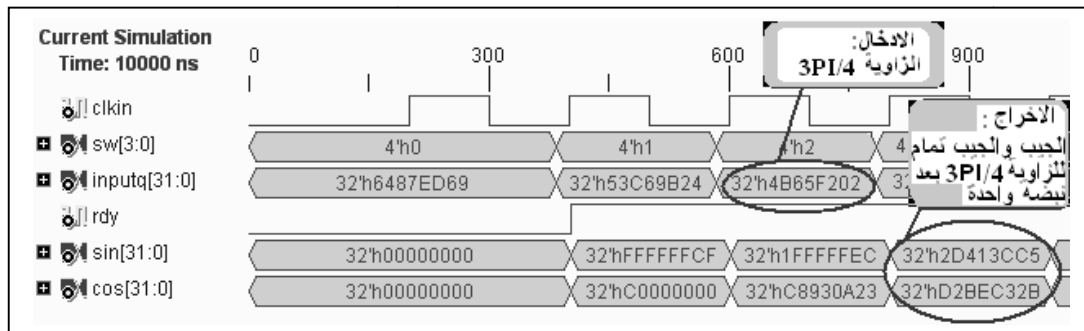 Current Simulation
Time: 10000 ns
0
300
600
900
الادخال:
الزاوية 3PI/4
الاخراج :
الجيب والجيب تمام
للزاوية 3PI/4 بعد
نبضه واحدة
clkin
sw[3:0]
4'h0
4'h1
4'h2
4
inputq[31:0]
32'h6487ED69
32'h53C69B24
32'h4B65F202
rdy
sin[31:0]
32'h00000000
32'hFFFFFFCF
32'h1FFFFFEC
32'h2D413CC5
cos[31:0]
32'h00000000
32'hC0000000
32'hC8930A23
32'hD2BEC32B